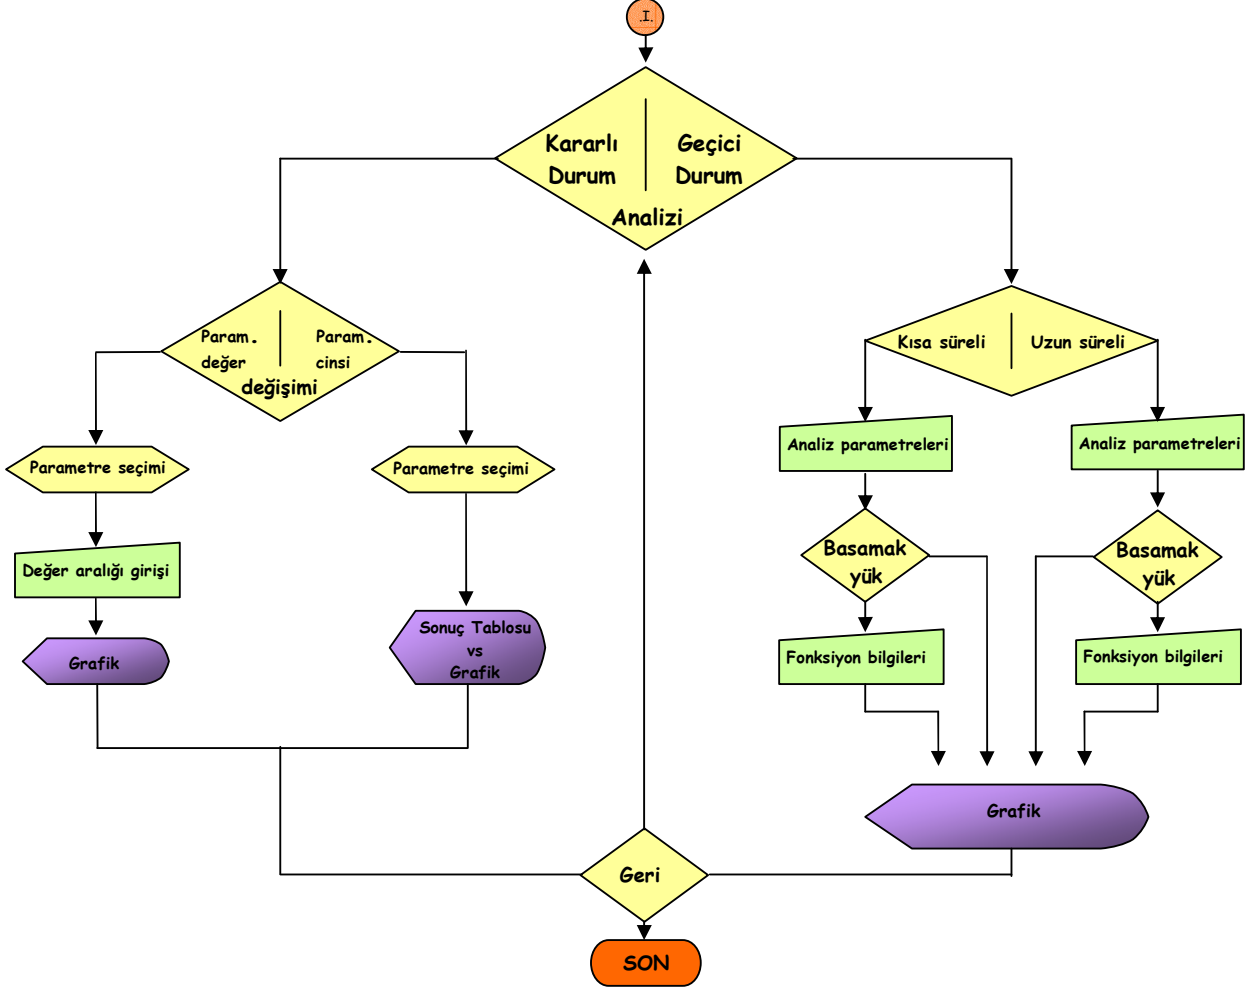 .I.
Kararlı
Durum
Geçici
Durum
Analizi
Param.
değer
Param.
cinsi
değişimi
Kısa süreli
Uzun süreli
Parametre seçimi
Parametre seçimi
Analiz parametreleri
Analiz parametreleri
Değer aralığı girişi
Basamak
yük
Basamak
yük
Grafik
Sonuç Tablosu
vs
Grafik
Fonksiyon bilgileri
Fonksiyon bilgileri
Grafik
Geri
SON